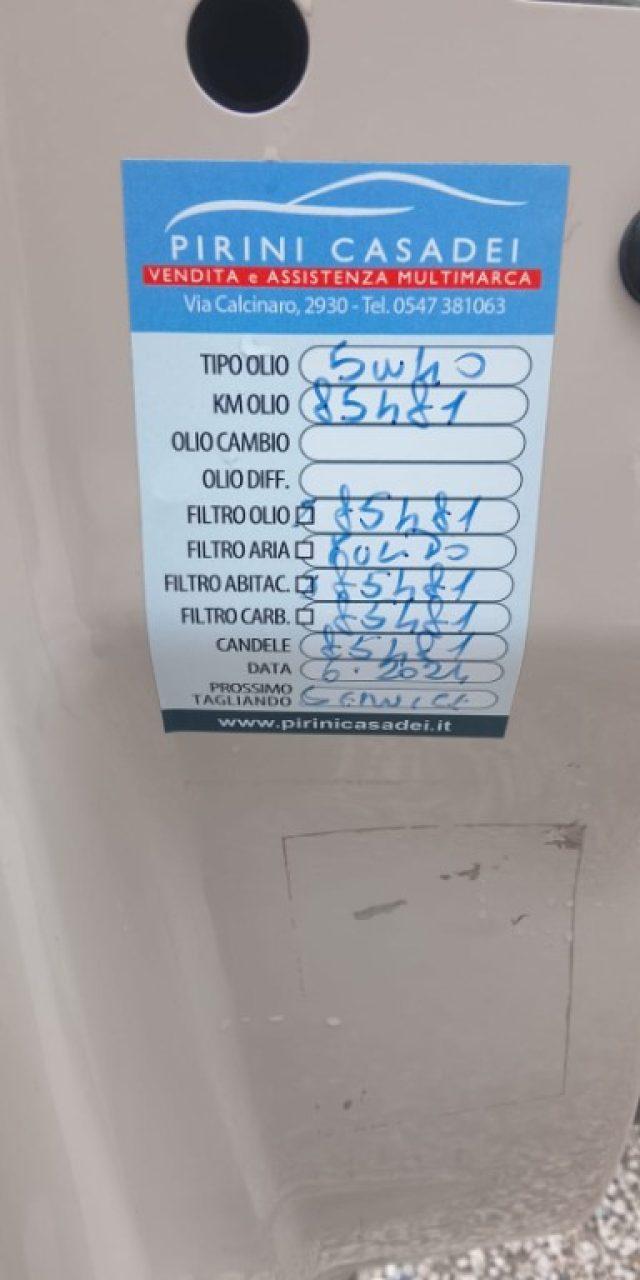 PIRINI CASADEI
VENDITA e ASSISTENZA MULTIMARCA
Via Calcinaro, 2930 - Tel. 0547 381063
TIPO OLIO 5W40
KM OLIO 85481
OLIO CAMBIO
OLIO DIFF.
FILTRO OLIO 85481
FILTRO ARIA
FILTRO ABITAC. 85481
FILTRO CARB. 85481
CANDELE 85481
DATA 6.2024
PROSSIMO
TAGLIANDO SERVICE
www.pirinicasadei.it